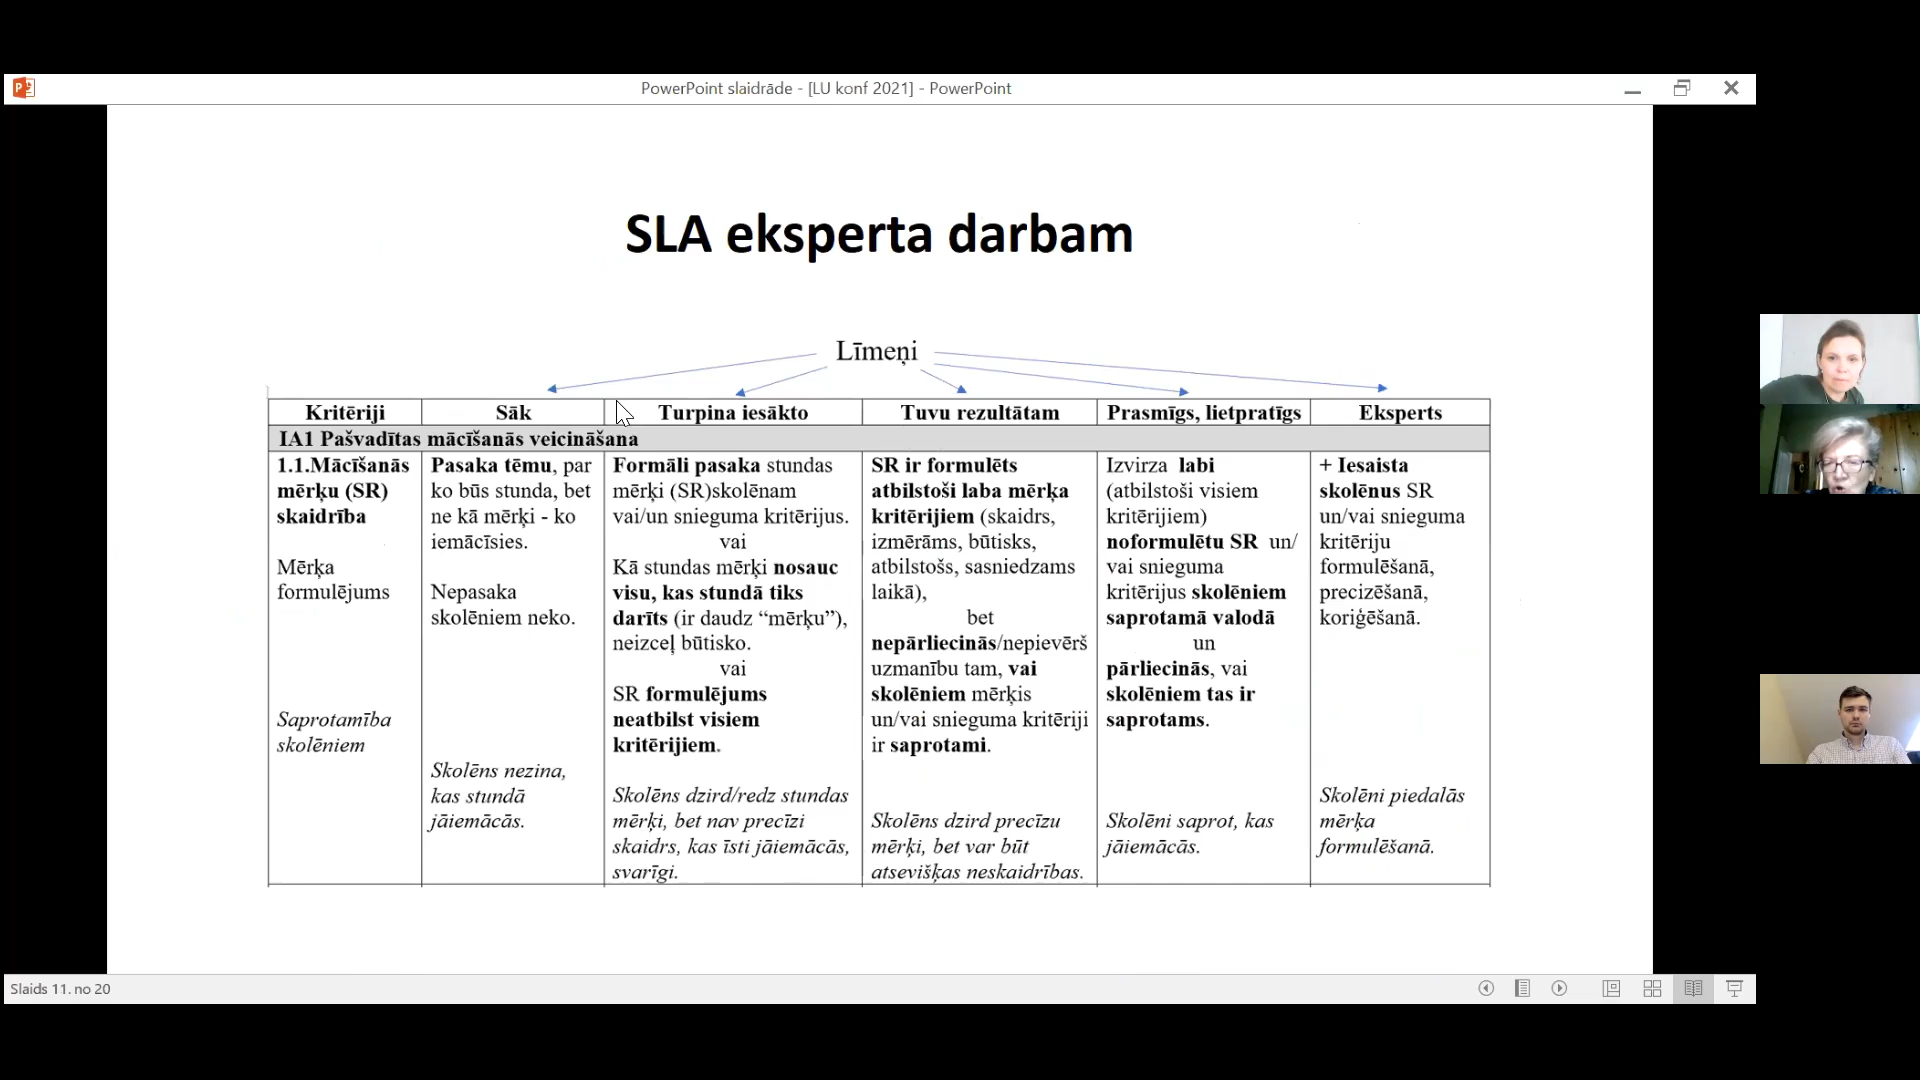 PowerPoint slaidrāde - [LU konf 2021] - PowerPoint
SLA eksperta darbam
Līmeņi
Kritēriji
Sāk
Turpina iesākto
Tuvu rezultātam
Prasmīgs, lietpratīgs
Eksperts
IA1 Pašvadītas mācīšanās veicināšana
1.1.Mācīšanās
mērķu (SR)
skaidrība
Mērķa
formulējums
Saprotamība
skolēniem
Pasaka tēmu, par
ko būs stunda, bet
ne kā mērķi - ko
iemācīsies.
Nepasaka
skolēniem neko.
Skolēns nezina,
kas stundā
jāiemācās.
Formāli pasaka stundas
mērķi (SR)skolēnam
vai/un snieguma kritērijus.
vai
Kā stundas mērķi nosauc
visu, kas stundā tiks
darīts (ir daudz “mērķu”),
neizceļ būtisko.
vai
SR formulējums
neatbilst visiem
kritērijiem.
Skolēns dzird/redz stundas
mērķi, bet nav precīzi
skaidrs, kas īsti jāiemācās,
svarīgi.
SR ir formulēts
atbilstoši laba mērķa
kritērijiem (skaidrs,
izmērāms, būtisks,
atbilstošs, sasniedzams
laikā),
bet
nepārliecinās/nepievērš
uzmanību tam, vai
skolēniem mērķis
un/vai snieguma kritēriji
ir saprotami.
Skolēns dzird precīzu
mērķi, bet var būt
atsevišķas neskaidrības.
Izvirza labi
(atbilstoši visiem
kritērijiem)
noformulētu SR un/
vai snieguma
kritērijus skolēniem
saprotamā valodā
un
pārliecinās, vai
skolēniem tas ir
saprotams.
Skolēni saprot, kas
jāiemācās.
+ Iesaista
skolēnus SR
un/vai snieguma
kritēriju
formulēšanā,
precizēšanā,
koriģēšanā.
Skolēni piedalās
mērķa
formulēšanā.
Slaids 11. no 20